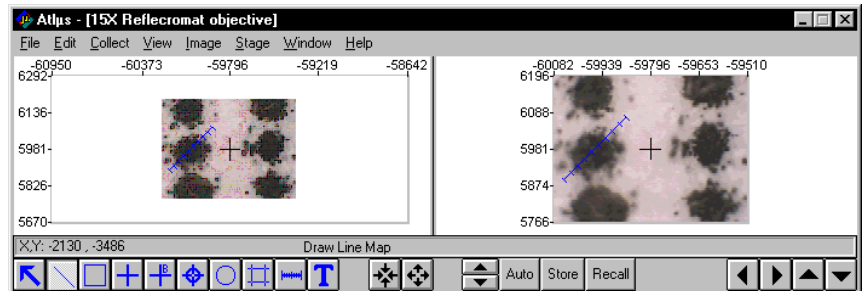 Atlµs - [15X Reflecromat objective]
File Edit Collect View Image Stage Window Help
-60950 -60373 -59796 -59219 -58642
6292-
6136-
5981-
5826-
5670-
-60082 -59939 -59796 -59653 -59510
6196-
6088-
5981-
5874-
5766-
X,Y: -2130 , -3486 Draw Line Map
B T Auto Store Recall